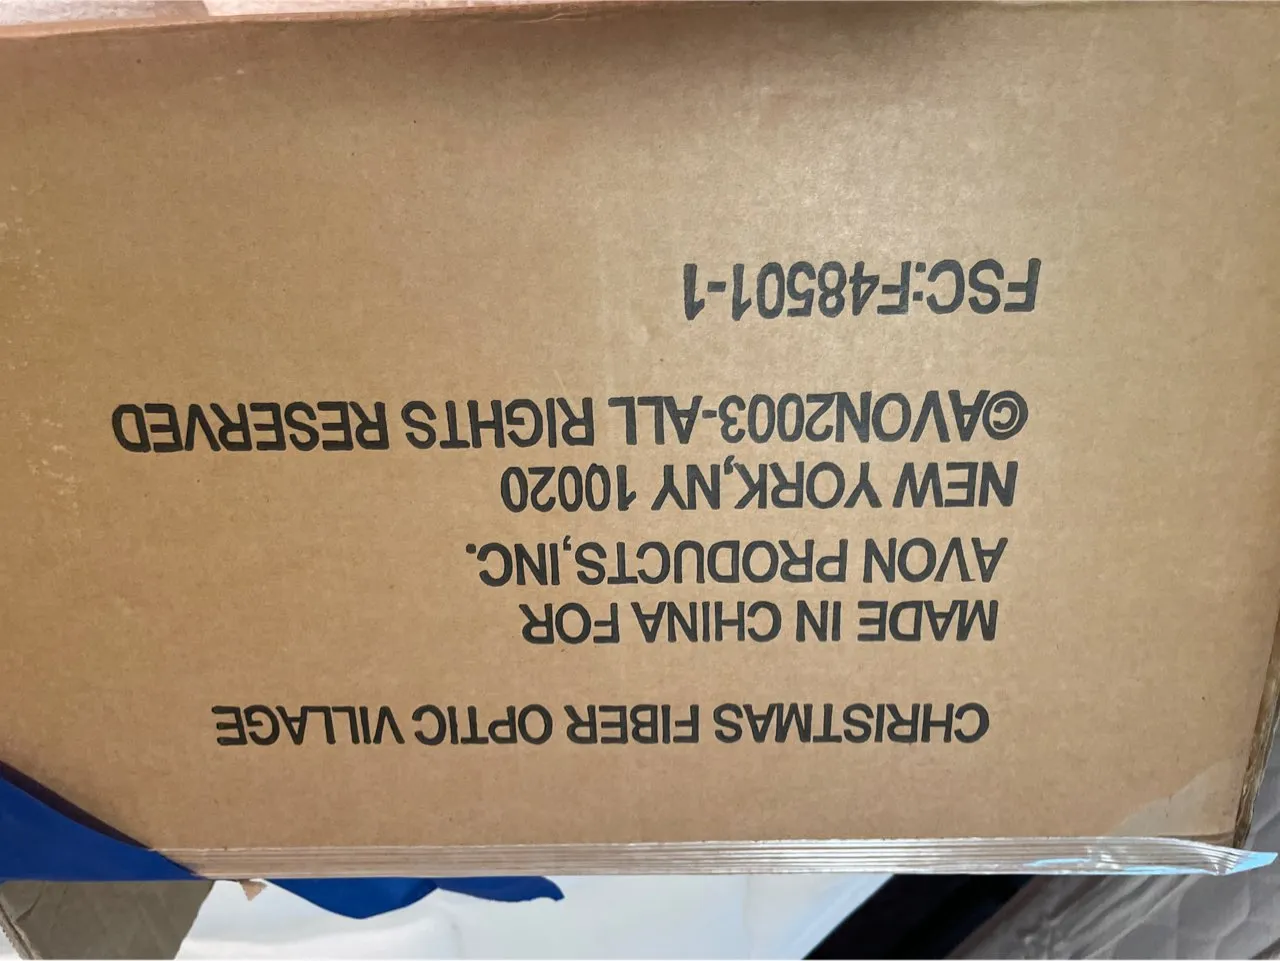 CHRISTMAS FIBER OPTIC VILLAGE
MADE IN CHINA FOR
AVON PRODUCTS,INC.
NEW YORK,NY 10020
©AVON2003-ALL RIGHTS RESERVED
FSC:F48501-1